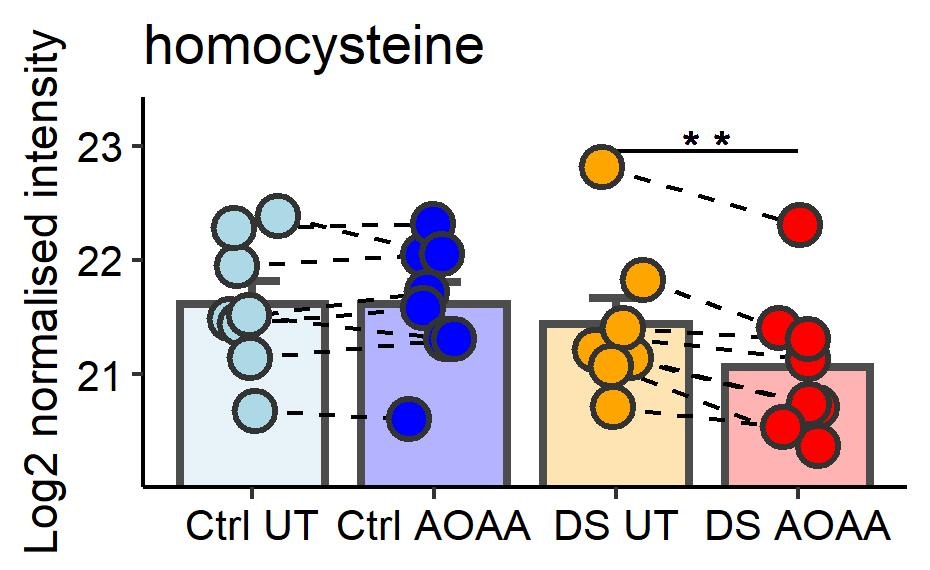 homocysteine
Log2 normalised intensity
23
22
21
* *
Ctrl UT Ctrl AOAA DS UT DS AOAA